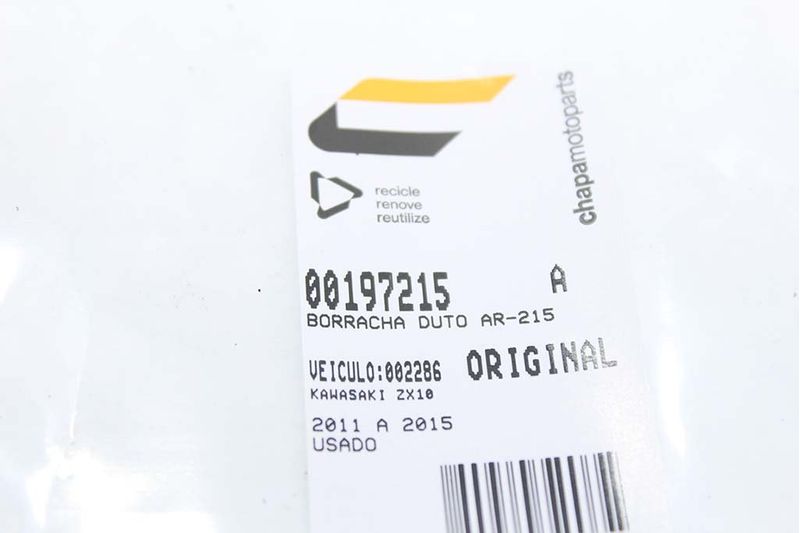 chapamotoparts
recicle
renove
reutilize
00197215 A
BORRACHA DUTO AR-215
VEICULO:002286 ORIGINAL
KAWASAKI ZX10
2011 A 2015
USADO